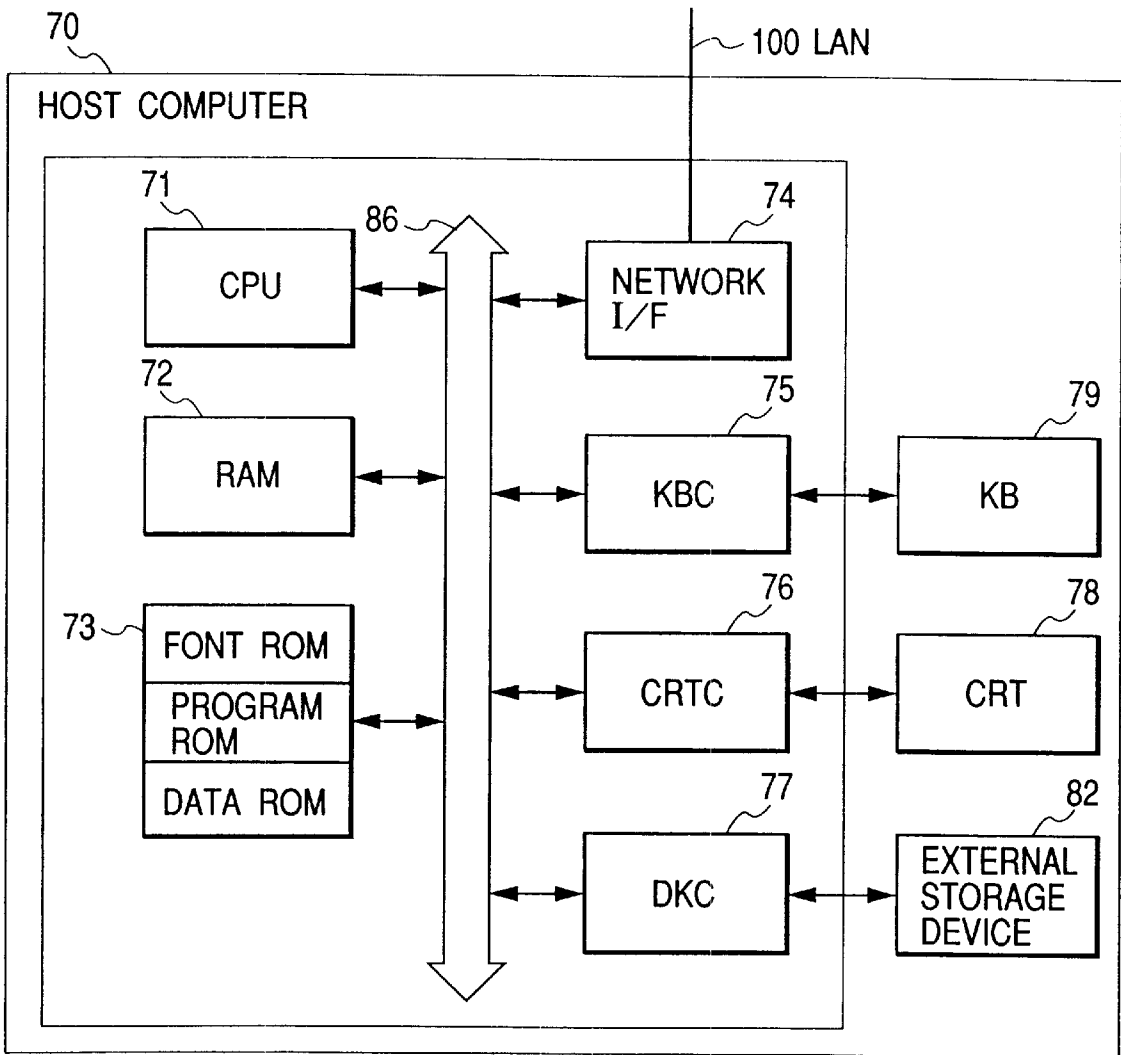 70
100 LAN
HOST COMPUTER
71
86
74
CPU
NETWORK
I/F
72
75
79
RAM
KBC
KB
73
76
78
FONT ROM
PROGRAM
ROM
DATA ROM
CRTC
CRT
77
82
DKC
EXTERNAL
STORAGE
DEVICE